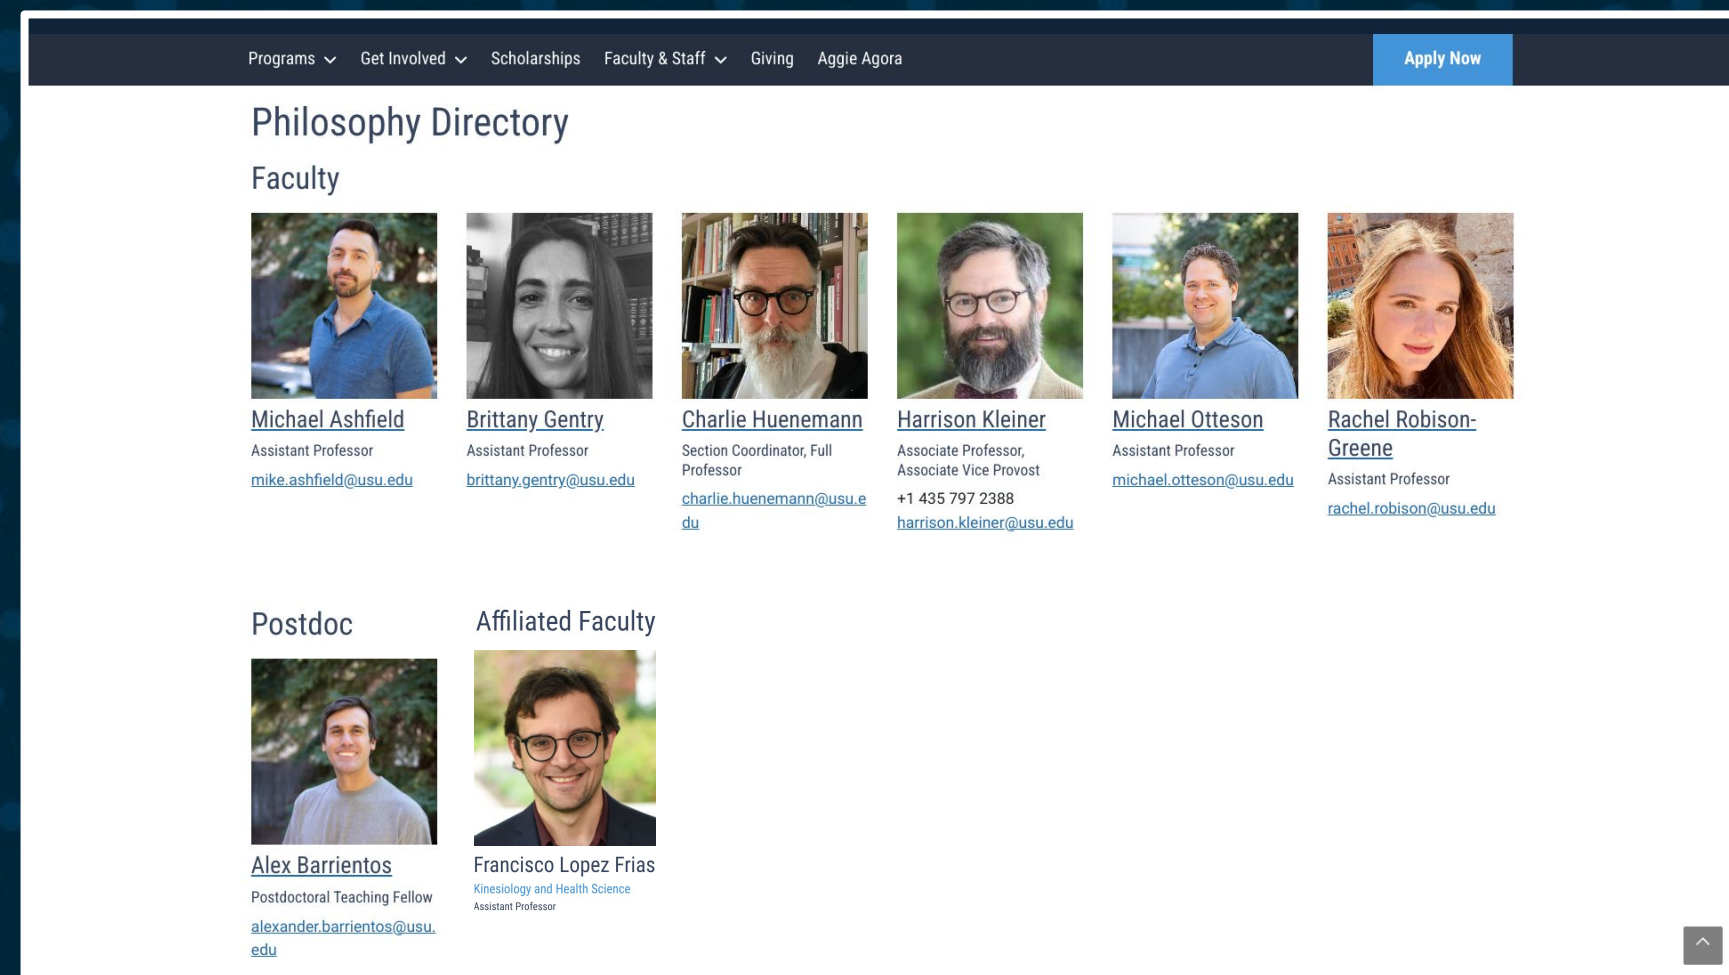 Programs Get Involved Scholarships Faculty & Staff Giving Aggie Agora Apply Now
Philosophy Directory
Faculty
Michael Ashfield
Assistant Professor
mike.ashfield@usu.edu
Brittany Gentry
Assistant Professor
brittany.gentry@usu.edu
Charlie Huenemann
Section Coordinator, Full
Professor
charlie.huenemann@usu.e
du
Harrison Kleiner
Associate Professor,
Associate Vice Provost
+1 435 797 2388
harrison.kleiner@usu.edu
Michael Otteson
Assistant Professor
michael.otteson@usu.edu
Rachel Robison-
Greene
Assistant Professor
rachel.robison@usu.edu
Postdoc
Alex Barrientos
Postdoctoral Teaching Fellow
alexander.barrientos@usu.
edu
Affiliated Faculty
Francisco Lopez Frias
Kinesiology and Health Science
Assistant Professor